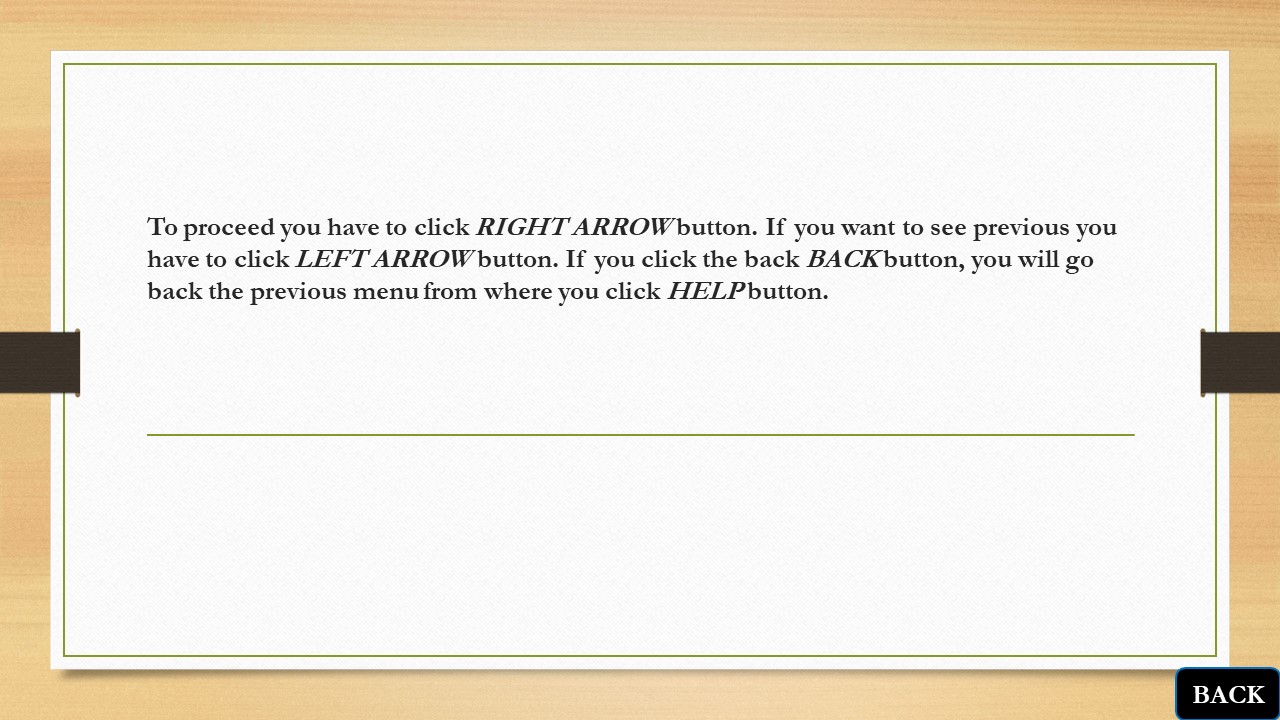 To proceed you have to click RIGHT ARROW button. If you want to see previous you
have to click LEFT ARROW button. If you click the back BACK button, you will go
back the previous menu from where you click HELP button.
BACK